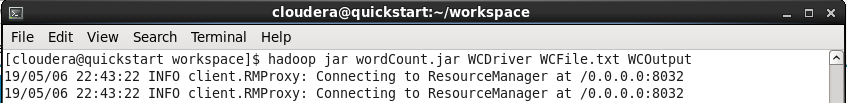 cloudera@quickstart:~/workspace
File Edit View Search Terminal Help
[cloudera@quickstart workspace]$ hadoop jar wordCount.jar WCDriver WCFile.txt WCOutput
19/05/06 22:43:22 INFO client.RMProxy: Connecting to ResourceManager at /0.0.0.0:8032
19/05/06 22:43:22 INFO client.RMProxy: Connecting to ResourceManager at /0.0.0.0:8032